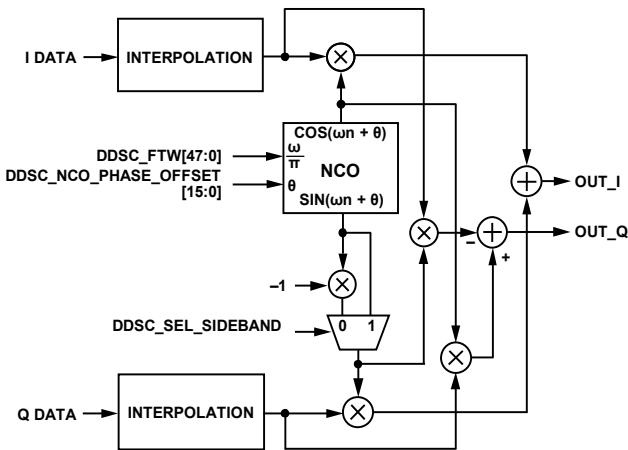 I DATA
INTERPOLATION
COS(ωn + θ)
DDSC_FTW[47:0]
ω
π
NCO
DDSC_NCO_PHASE_OFFSET
[15:0]
θ
SIN(ωn + θ)
OUT_I
–
OUT_Q
+
–1
0 1
DDSC_SEL_SIDEBAND
Q DATA
INTERPOLATION